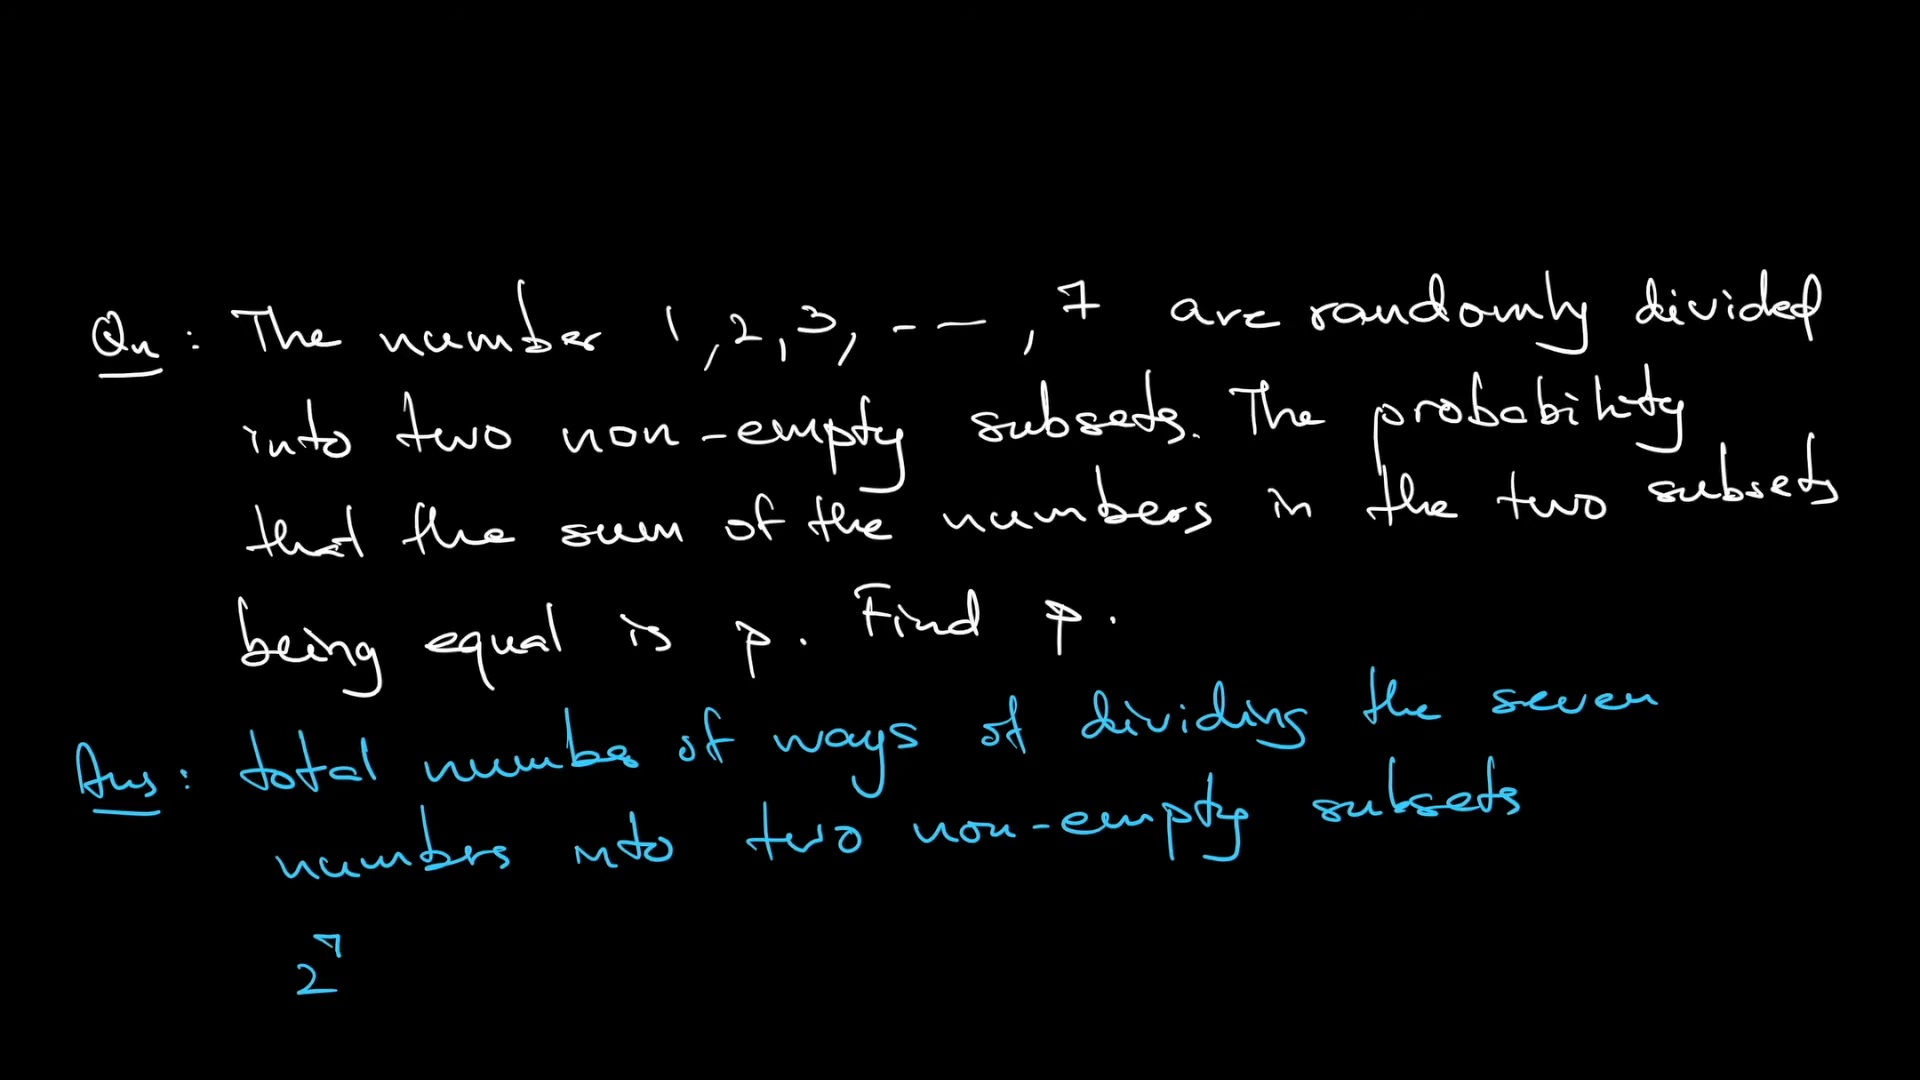 Qn : The number 1, 2, 3, - - , 7 are randomly divided
into two non-empty subsets. The probability
that the sum of the numbers in the two subsets
being equal is p. Find p.
Ans : total number of ways of dividing the seven
numbers into two non-empty subsets
2⁷